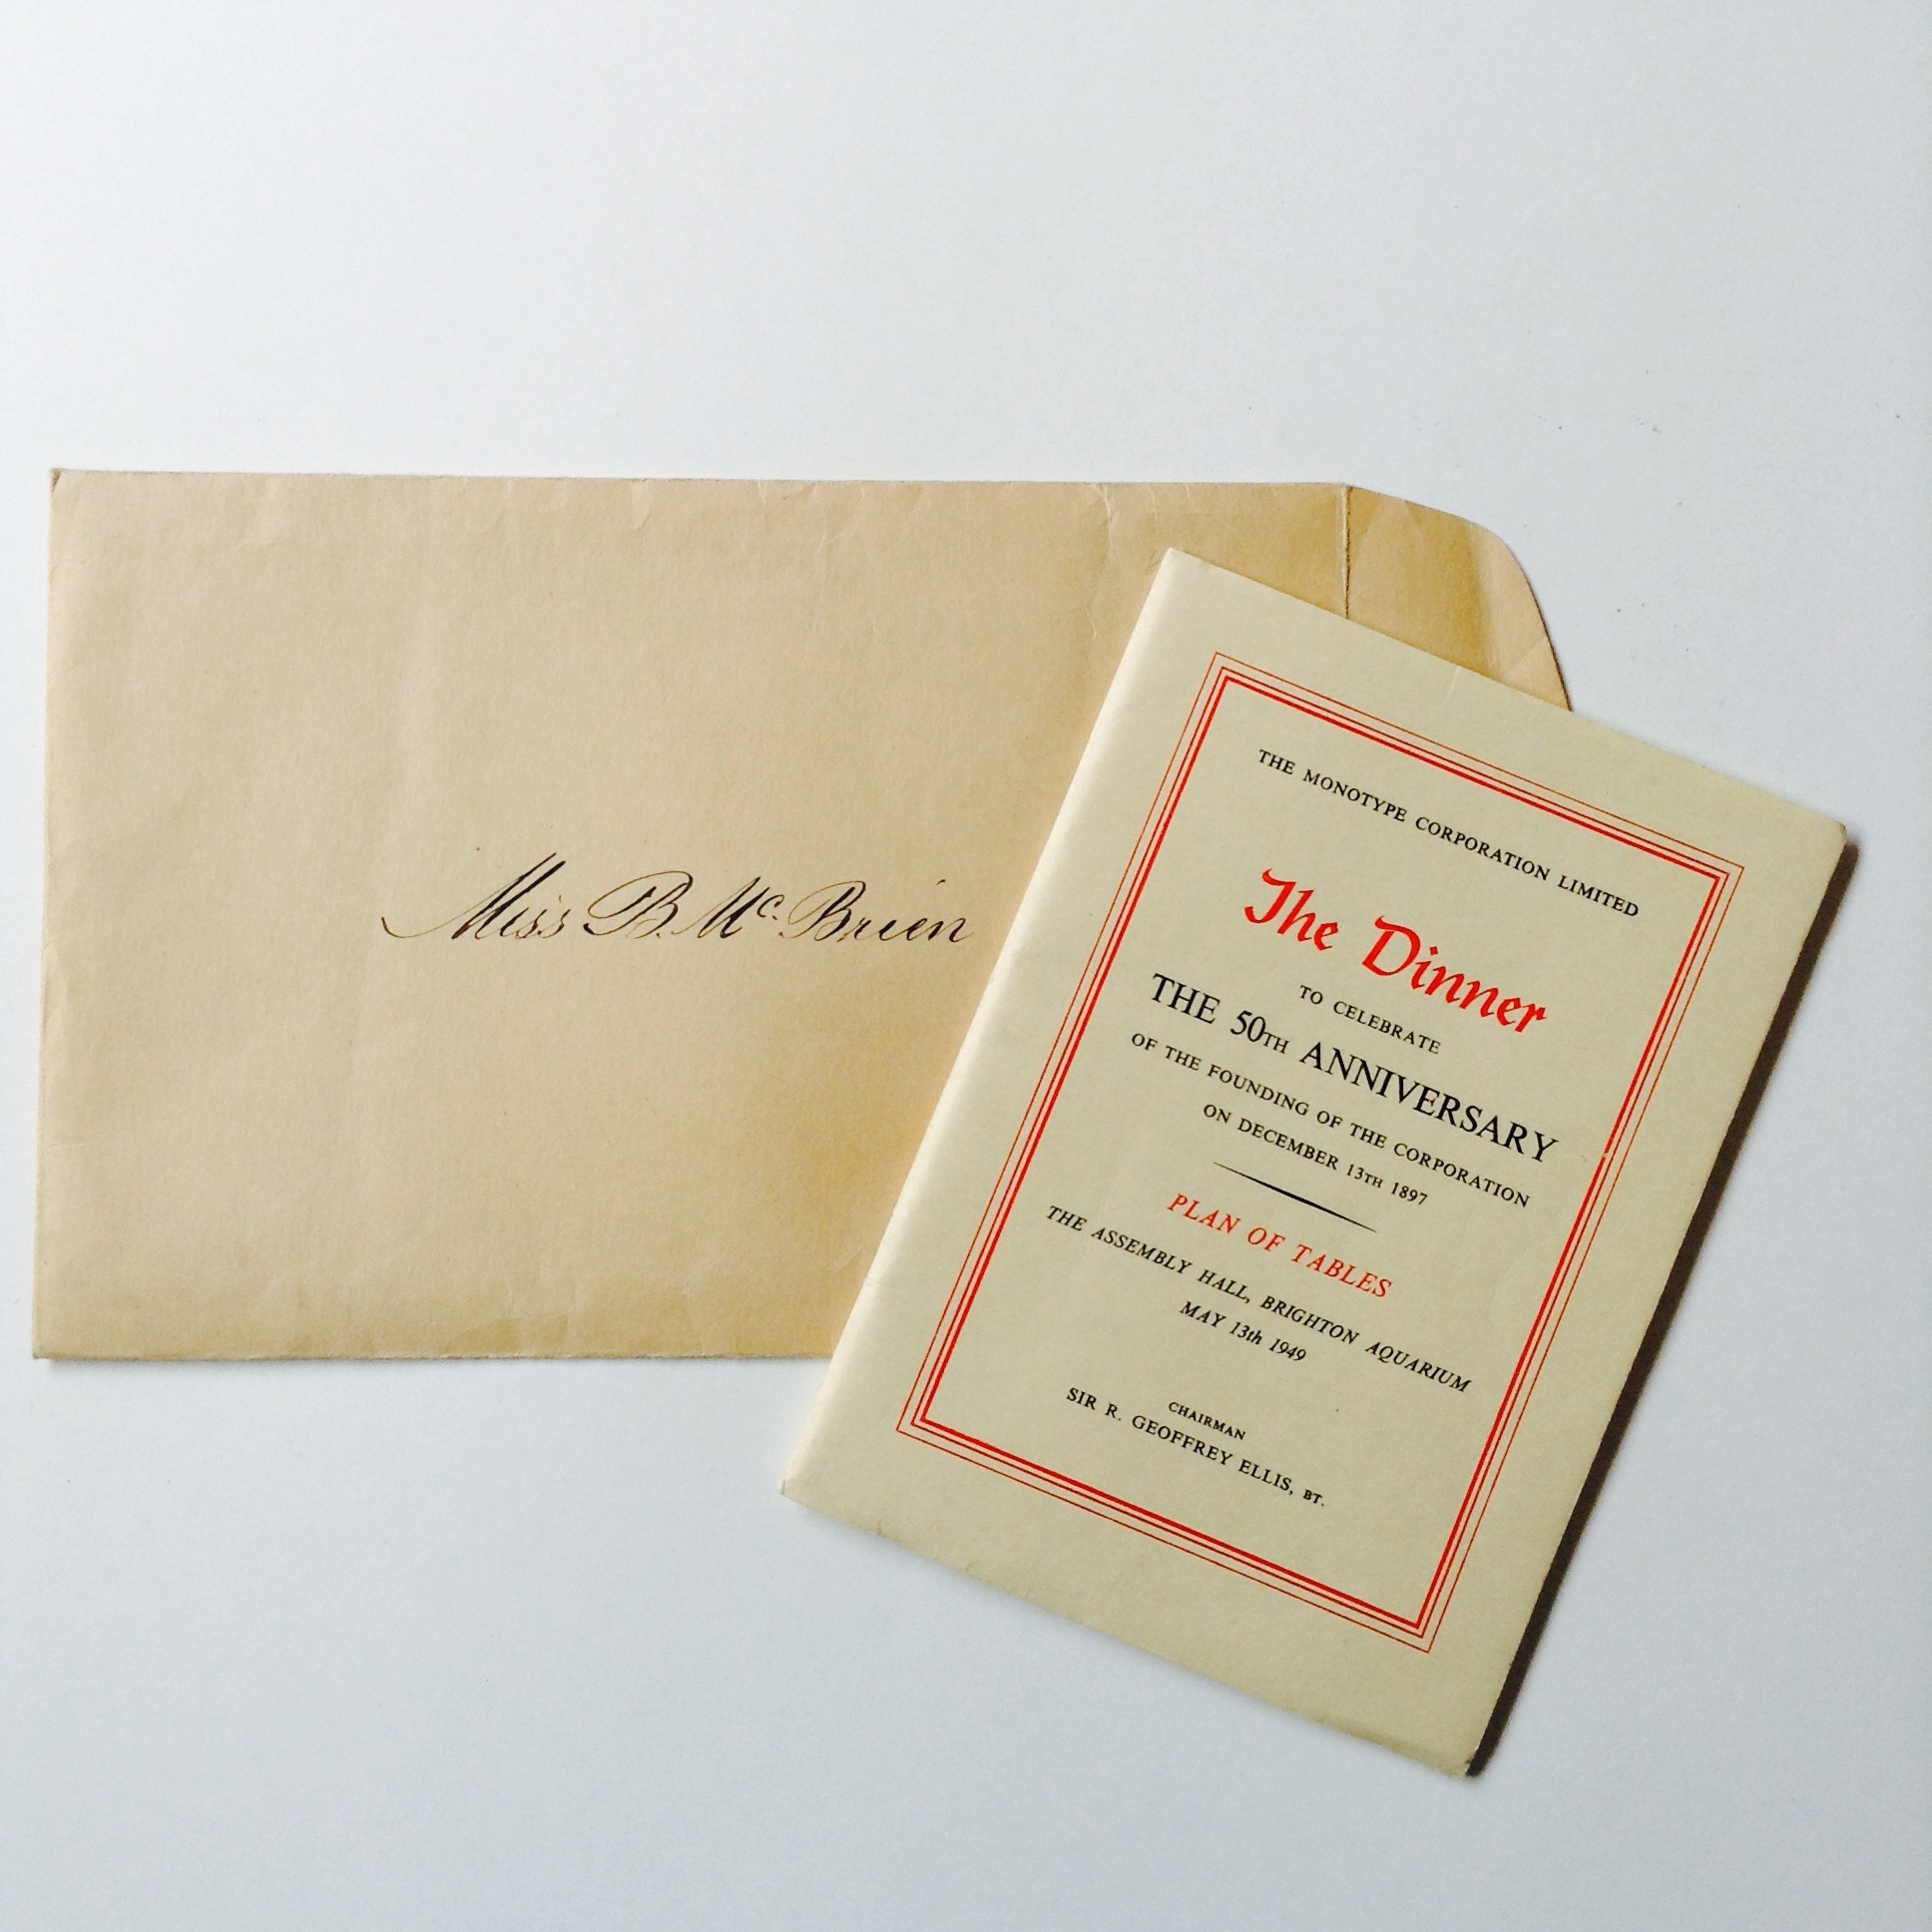 Miss B. Mc. Brien
THE MONOTYPE CORPORATION LIMITED
The Dinner
TO CELEBRATE
THE 50TH ANNIVERSARY
OF THE FOUNDING OF THE CORPORATION
ON DECEMBER 13TH 1897
PLAN OF TABLES
THE ASSEMBLY HALL, BRIGHTON AQUARIUM
MAY 13th 1949
CHAIRMAN
SIR R. GEOFFREY ELLIS, BT.